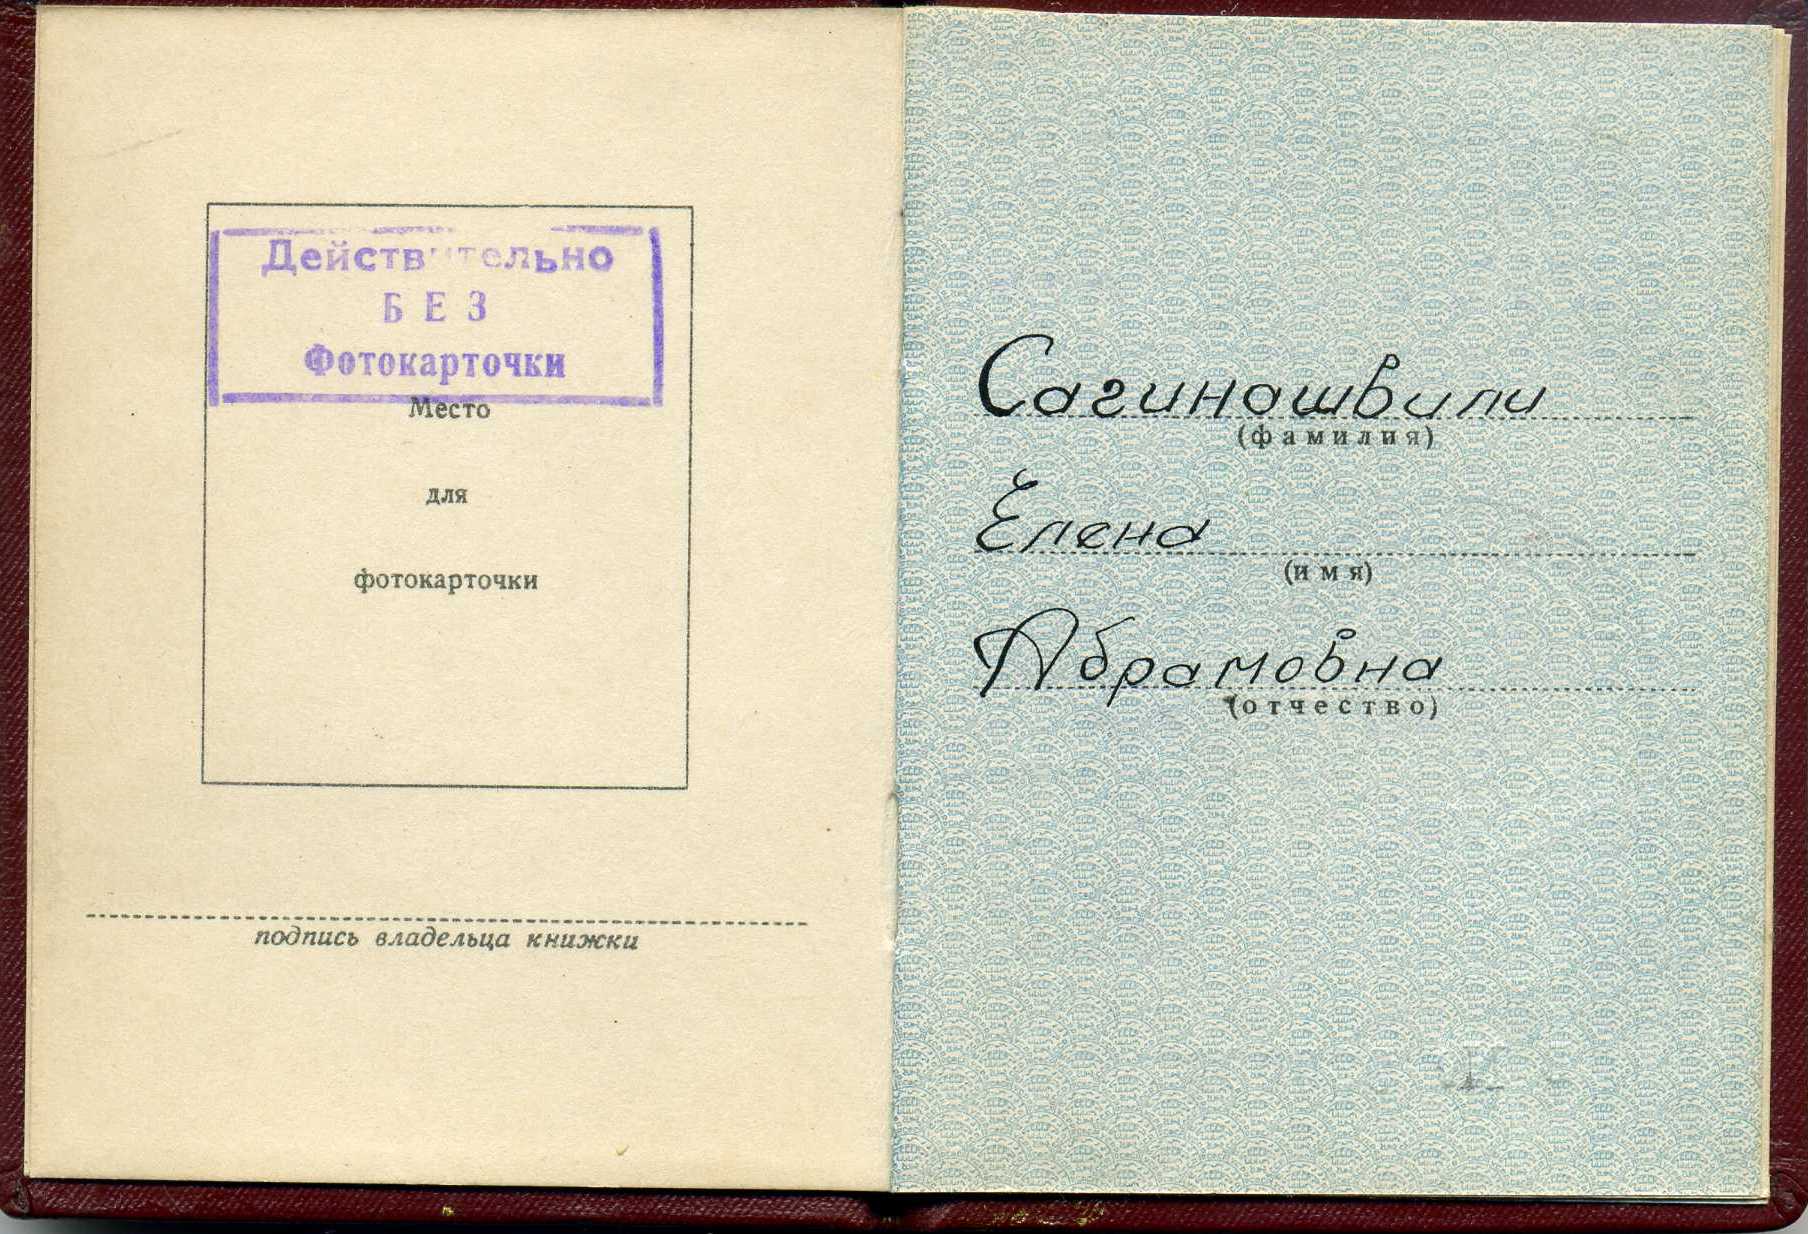 Действительно
БЕЗ
Фотокарточки
Место
для
фотокарточки
подпись владельца книжки
Сагинашвили
(фамилия)
Елена
(имя)
Абрамовна
(отчество)